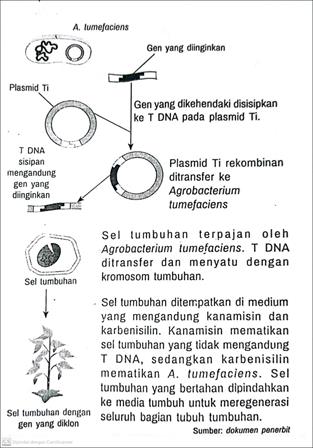 A. tumefaciens
Gen yang diinginkan
Plasmid Ti
Gen yang dikehendaki disisipkan
ke T DNA pada plasmid Ti.
T DNA
sisipan
mengandung
gen yang
diinginkan
Plasmid Ti rekombinan
ditransfer ke
Agrobacterium
tumefaciens
Sel tumbuhan terpajan oleh
Agrobacterium tumefaciens. T DNA
ditransfer dan menyatu dengan
kromosom tumbuhan.
Sel tumbuhan
Sel tumbuhan ditempatkan di medium
yang mengandung kanamisin dan
karbenisilin. Kanamisin mematikan
sel tumbuhan yang tidak mengandung
T DNA, sedangkan karbenisilin
mematikan A. tumefaciens. Sel
tumbuhan yang bertahan dipindahkan
ke media tumbuh untuk meregenerasi
seluruh bagian tubuh tumbuhan.
Sel tumbuhan dengan
gen yang diklon
Sumber: dokumen penerbit
CS Dipindai dengan CamScanner